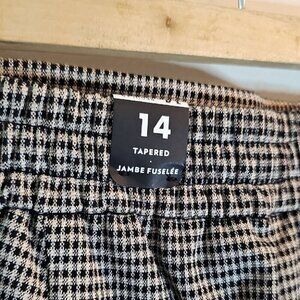 14
TAPERED
·
JAMBE FUSELÉE